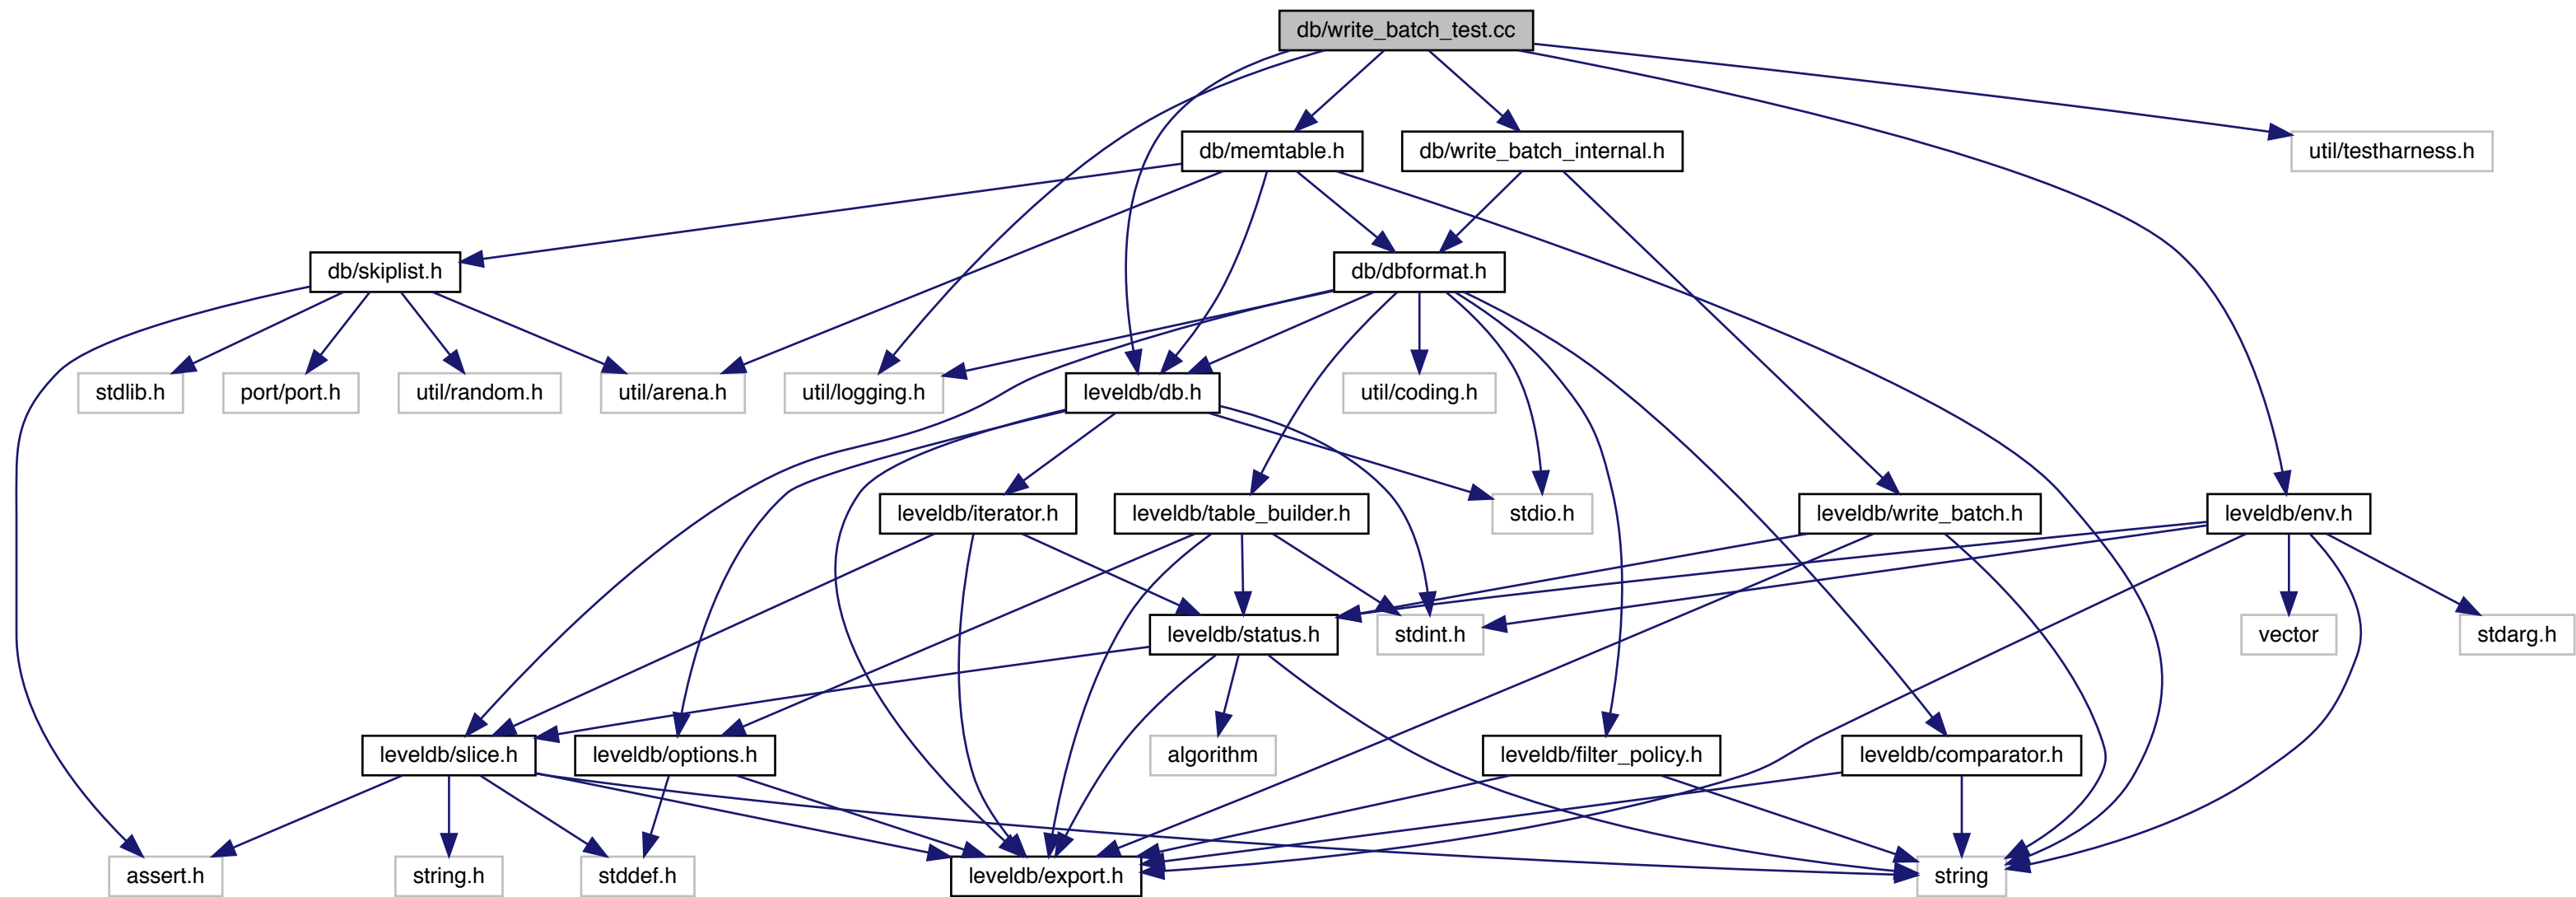 db/write_batch_test.cc
db/memtable.h
db/write_batch_internal.h
util/testharness.h
db/skiplist.h
db/dbformat.h
stdlib.h
port/port.h
util/random.h
util/arena.h
util/logging.h
leveldb/db.h
util/coding.h
leveldb/iterator.h
leveldb/table_builder.h
stdio.h
leveldb/write_batch.h
leveldb/env.h
leveldb/status.h
stdint.h
vector
stdarg.h
leveldb/slice.h
leveldb/options.h
algorithm
leveldb/filter_policy.h
leveldb/comparator.h
assert.h
string.h
stddef.h
leveldb/export.h
string